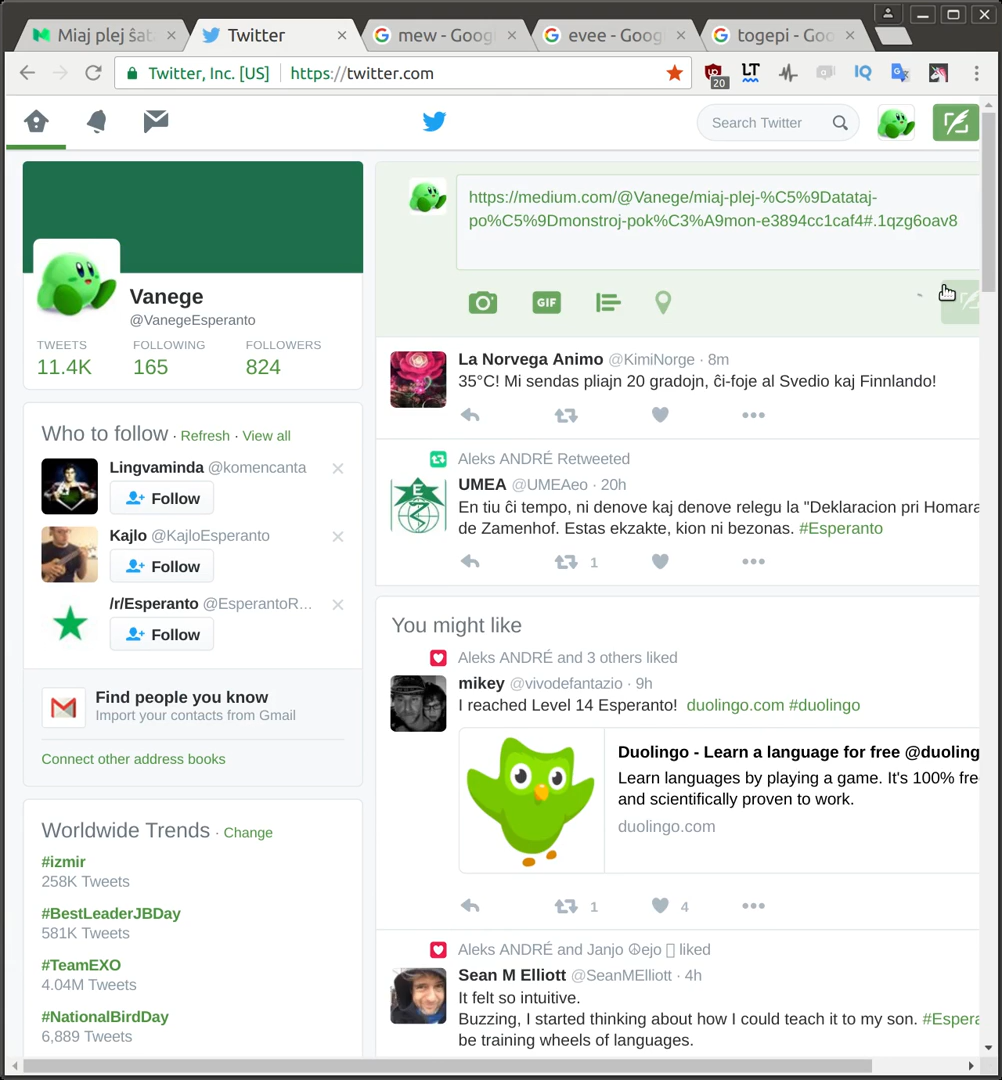 Miaj plej ŝata
Twitter
mew - Goog
evee - Goog
togepi - Goo
Twitter, Inc. [US]
https://twitter.com
20
LT
IQ
Search Twitter
https://medium.com/@Vanege/miaj-plej-%C5%9Datataj-
po%C5%9Dmonstroj-pok%C3%A9mon-e3894cc1caf4#.1qzg6oav8
GIF
Vanege
@VanegeEsperanto
TWEETS FOLLOWING FOLLOWERS
11.4K 165 824
Who to follow · Refresh · View all
Lingvaminda @komencanta
Follow
Kajlo @KajloEsperanto
Follow
/r/Esperanto @EsperantoR...
Follow
Find people you know
Import your contacts from Gmail
Connect other address books
Worldwide Trends · Change
#izmir
258K Tweets
#BestLeaderJBDay
581K Tweets
#TeamEXO
4.04M Tweets
#NationalBirdDay
6,889 Tweets
La Norvega Animo @KimiNorge · 8m
35°C! Mi sendas pliajn 20 gradojn, ĉi-foje al Svedio kaj Finnlando!
Aleks ANDRÉ Retweeted
UMEA @UMEAeo · 20h
En tiu ĉi tempo, ni denove kaj denove relegu la "Deklaracion pri Homara
de Zamenhof. Estas ekzakte, kion ni bezonas. #Esperanto
1
You might like
Aleks ANDRÉ and 3 others liked
mikey @vivodefantazio · 9h
I reached Level 14 Esperanto! duolingo.com #duolingo
Duolingo - Learn a language for free @duoling
Learn languages by playing a game. It's 100% fre
and scientifically proven to work.
duolingo.com
1 4
Aleks ANDRÉ and Janjo ☮ejo liked
Sean M Elliott @SeanMElliott · 4h
It felt so intuitive.
Buzzing, I started thinking about how I could teach it to my son. #Espera
be training wheels of languages.